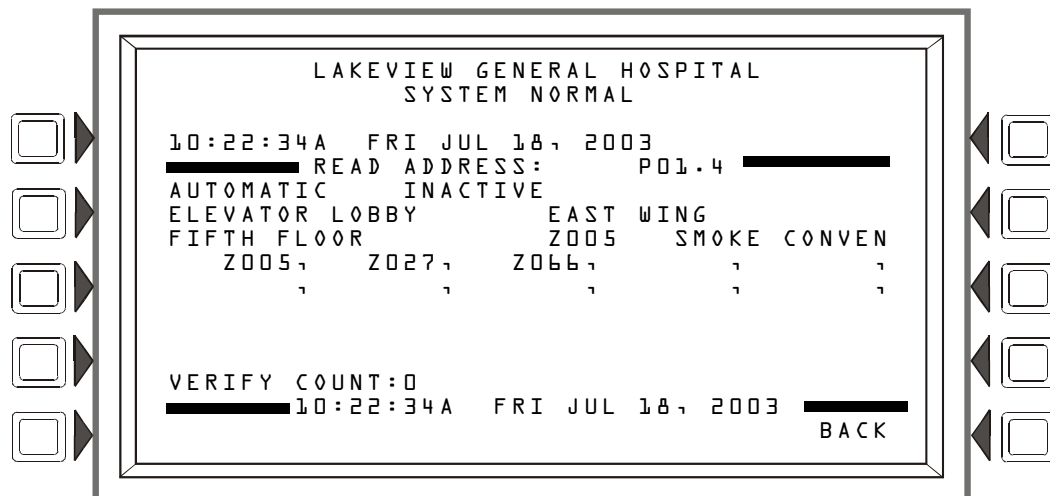 LAKEVIEW GENERAL HOSPITAL
SYSTEM NORMAL
10:22:34A FRI JUL 18, 2003
READ ADDRESS: P01.4
AUTOMATIC INACTIVE
ELEVATOR LOBBY EAST WING
FIFTH FLOOR Z005 SMOKE CONVEN
Z005, Z027, Z066, , ,
, , , , ,
VERIFY COUNT:0
10:22:34A FRI JUL 18, 2003
BACK